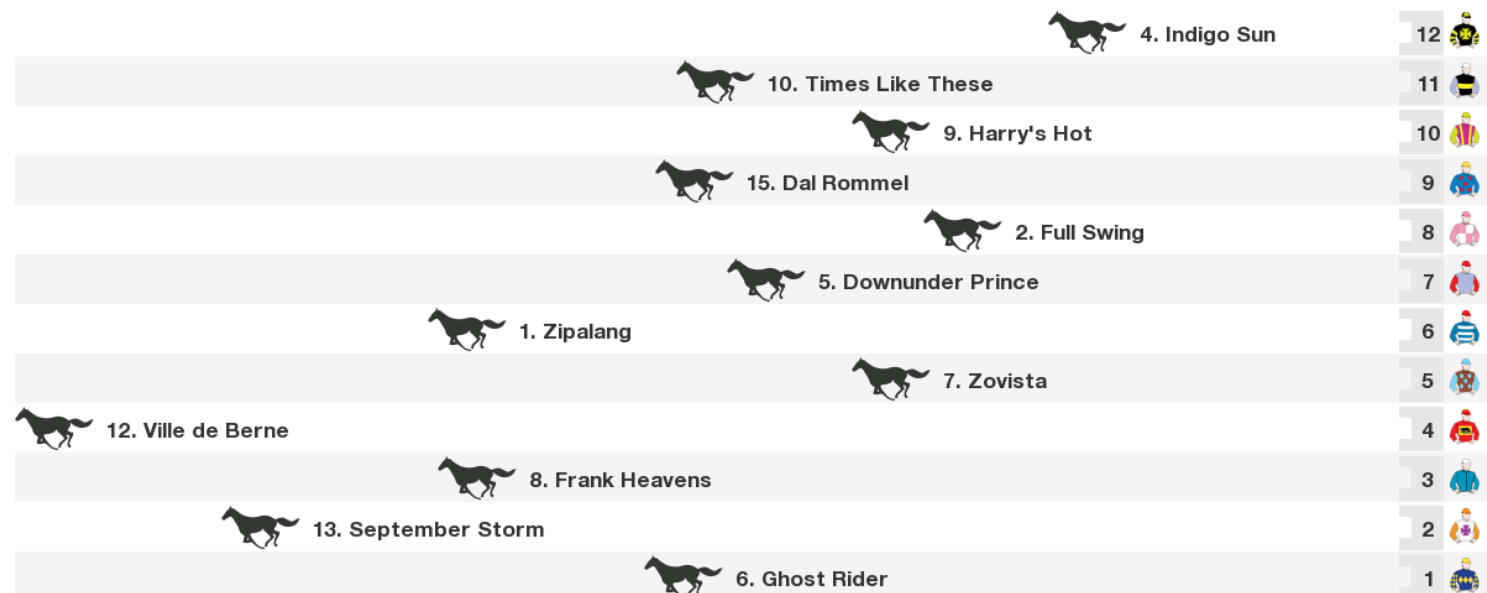 4. Indigo Sun 12
10. Times Like These 11
9. Harry's Hot 10
15. Dal Rommel 9
2. Full Swing 8
5. Downunder Prince 7
1. Zipalang 6
7. Zovista 5
12. Ville de Berne 4
8. Frank Heavens 3
13. September Storm 2
6. Ghost Rider 1